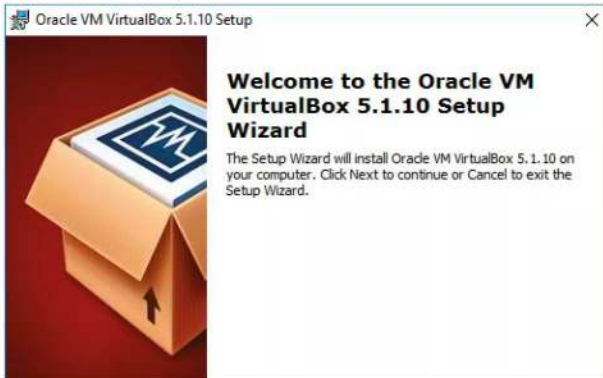 Oracle VM VirtualBox 5.1.10 Setup
Welcome to the Oracle VM
VirtualBox 5.1.10 Setup
Wizard
The Setup Wizard will install Oracle VM VirtualBox 5.1.10 on
your computer. Click Next to continue or Cancel to exit the
Setup Wizard.